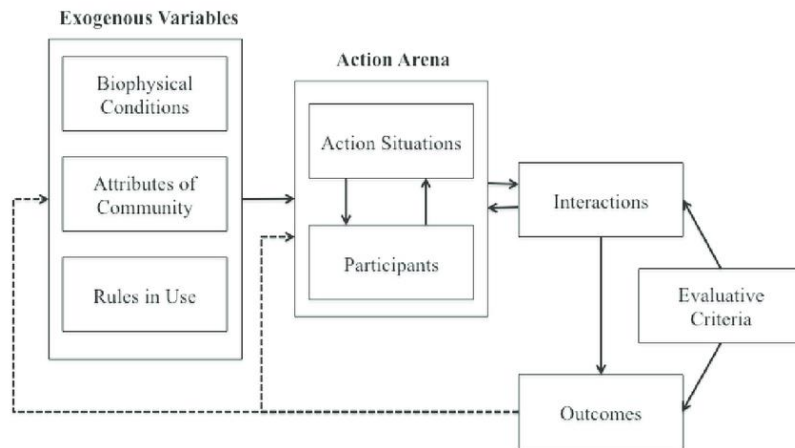 Exogenous Variables
Biophysical
Conditions
Attributes of
Community
Rules in Use
Action Arena
Action Situations
Participants
Interactions
Evaluative
Criteria
Outcomes